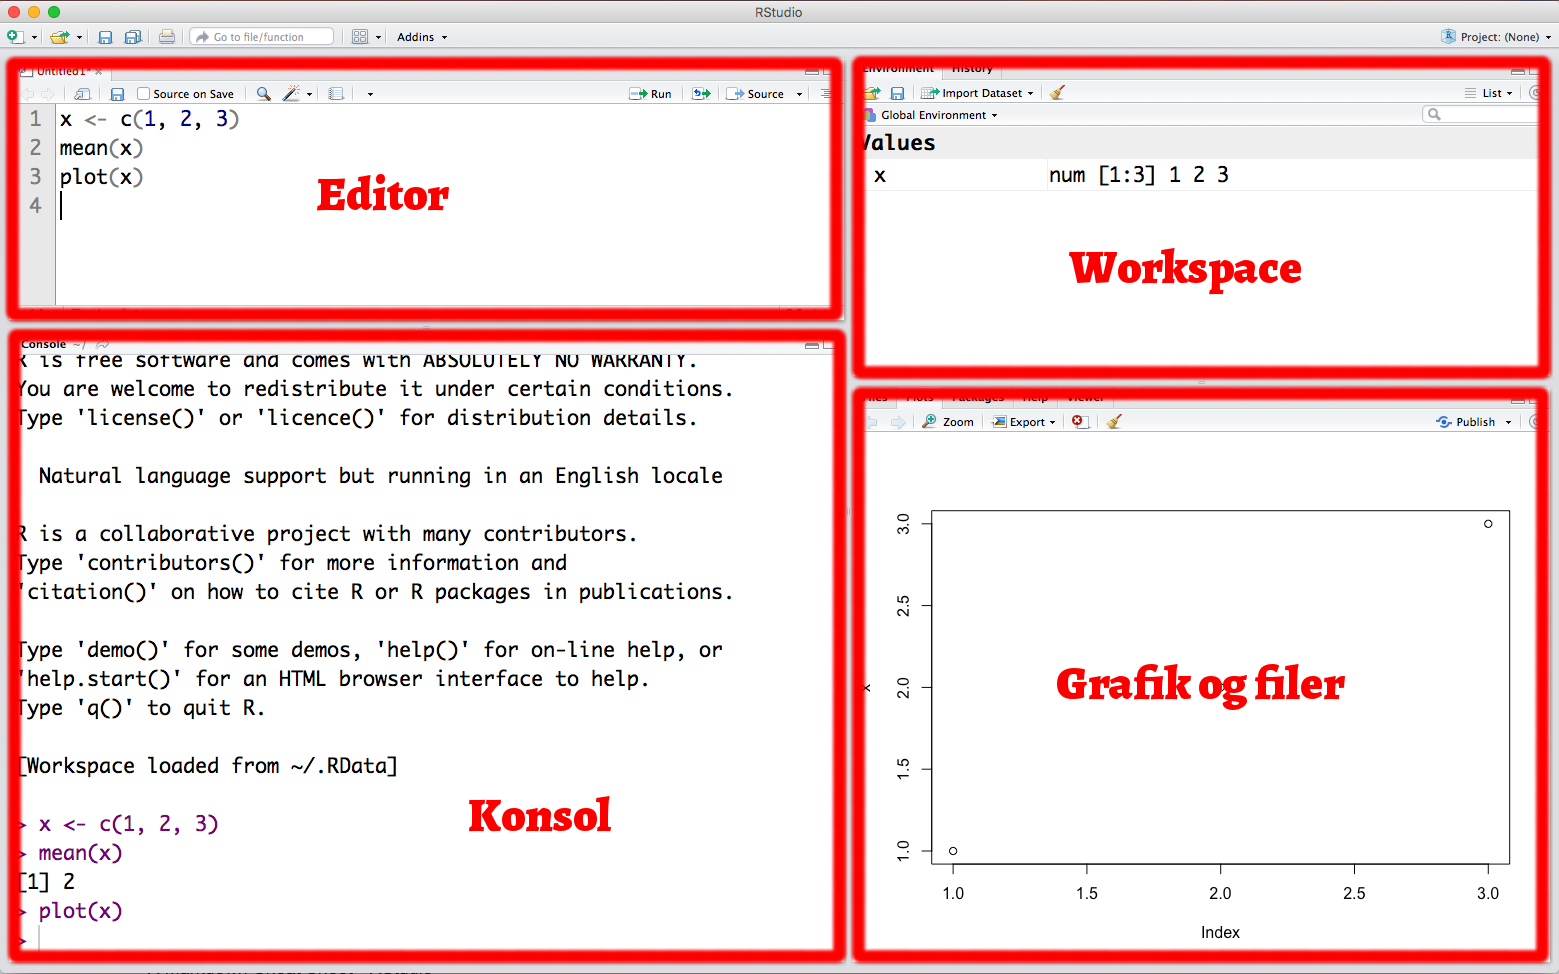 RStudio
Go to file/function
Addins
Project: (None)
Untitled1*
Source on Save
Run
Source
1 x <- c(1, 2, 3)
2 mean(x)
3 plot(x)
4
Editor
Console ~/
R is free software and comes with ABSOLUTELY NO WARRANTY.
You are welcome to redistribute it under certain conditions.
Type 'license()' or 'licence()' for distribution details.
Natural language support but running in an English locale
R is a collaborative project with many contributors.
Type 'contributors()' for more information and
'citation()' on how to cite R or R packages in publications.
Type 'demo()' for some demos, 'help()' for on-line help, or
'help.start()' for an HTML browser interface to help.
Type 'q()' to quit R.
[Workspace loaded from ~/.RData]
> x <- c(1, 2, 3)
> mean(x)
[1] 2
> plot(x)
>
Konsol
Environment History
Import Dataset
List
Global Environment
Values
x num [1:3] 1 2 3
Workspace
Files Plots Packages Help Viewer
Zoom
Export
Publish
3.0
2.5
2.0
1.5
1.0
x
1.0 1.5 2.0 2.5 3.0
Index
Grafik og filer